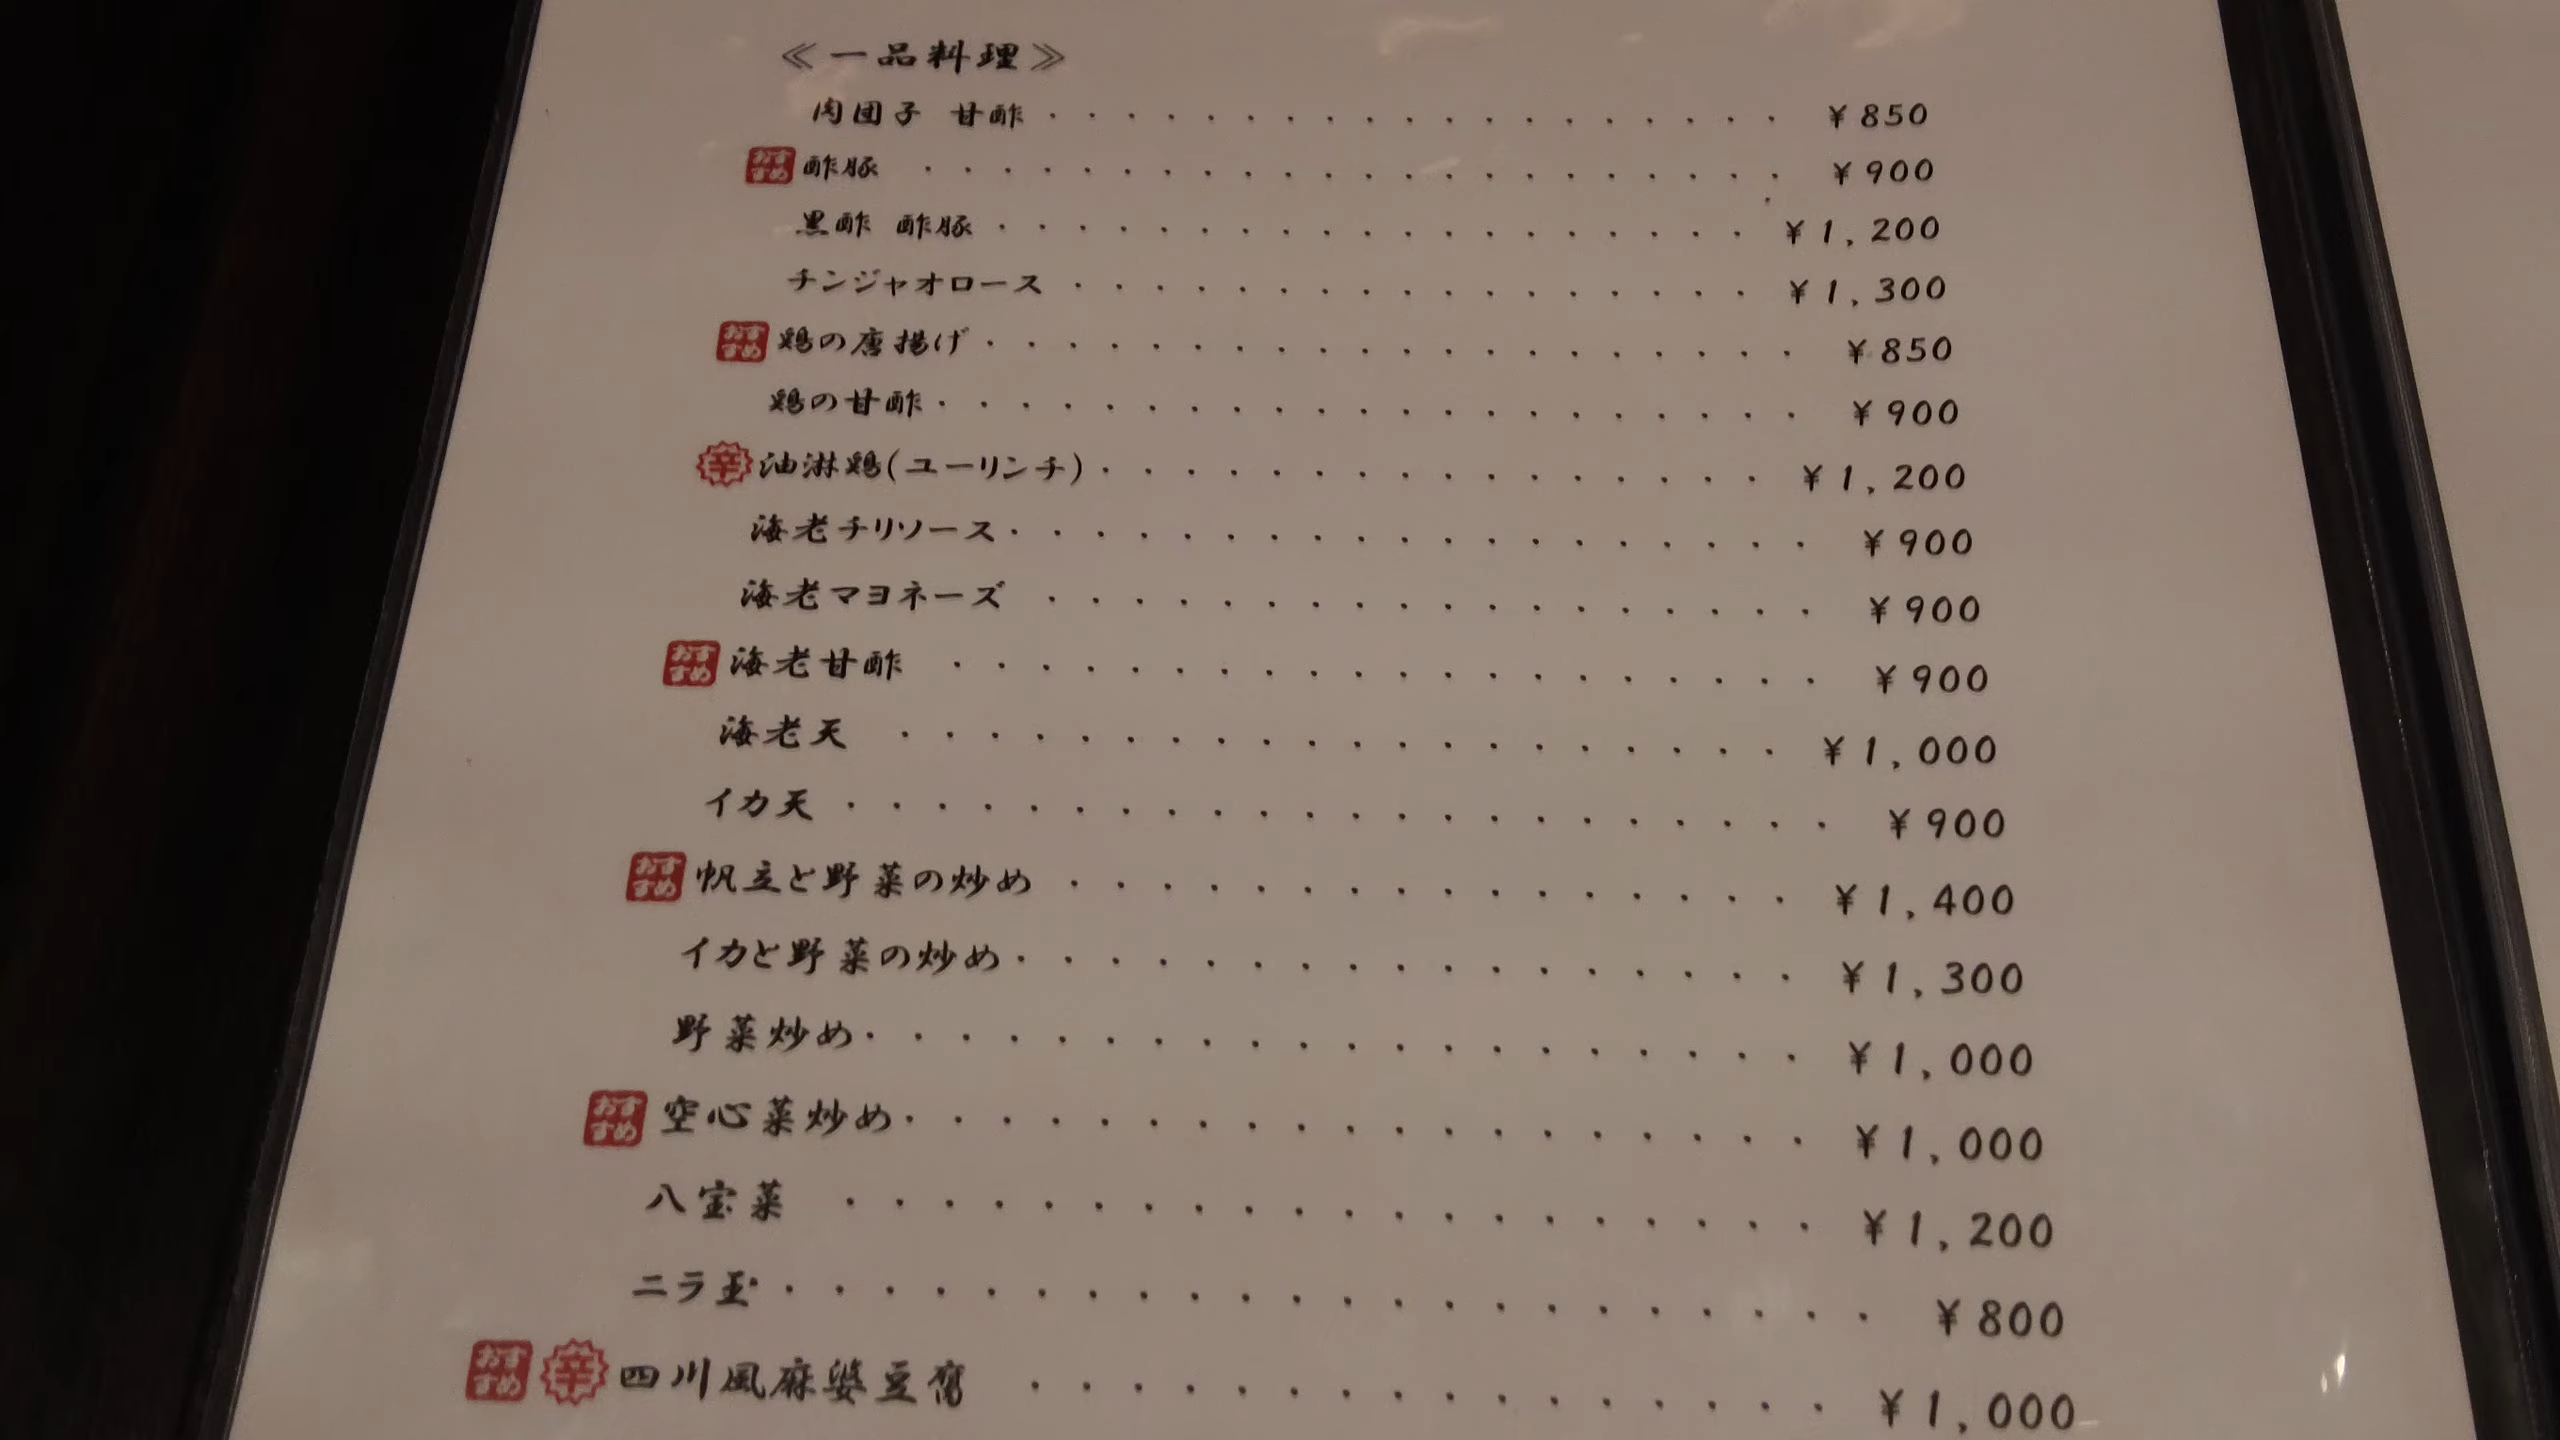 ≪一品料理≫
肉団子 甘酢 ・・・・・・・・・・・・・・・・・・ ¥850
おすすめ 酢豚 ・・・・・・・・・・・・・・・・・・・・・ ¥900
黒酢 酢豚 ・・・・・・・・・・・・・・・・・・ ¥1,200
チンジャオロース ・・・・・・・・・・・・・・・・ ¥1,300
おすすめ 鶏の唐揚げ ・・・・・・・・・・・・・・・・・・・ ¥850
鶏の甘酢 ・・・・・・・・・・・・・・・・・・・・ ¥900
辛 油淋鶏(ユーリンチ) ・・・・・・・・・・・・・・・ ¥1,200
海老チリソース ・・・・・・・・・・・・・・・・・・ ¥900
海老マヨネーズ ・・・・・・・・・・・・・・・・・ ¥900
おすすめ 海老甘酢 ・・・・・・・・・・・・・・・・・・・ ¥900
海老天 ・・・・・・・・・・・・・・・・・・・ ¥1,000
イカ天 ・・・・・・・・・・・・・・・・・・・・・ ¥900
おすすめ 帆立と野菜の炒め ・・・・・・・・・・・・・・・ ¥1,400
イカと野菜の炒め ・・・・・・・・・・・・・・・・ ¥1,300
野菜炒め ・・・・・・・・・・・・・・・・・・・ ¥1,000
おすすめ 空心菜炒め ・・・・・・・・・・・・・・・・・・ ¥1,000
八宝菜 ・・・・・・・・・・・・・・・・・・・ ¥1,200
ニラ玉 ・・・・・・・・・・・・・・・・・・・・・ ¥800
おすすめ 辛 四川風麻婆豆腐 ・・・・・・・・・・・・・・・ ¥1,000